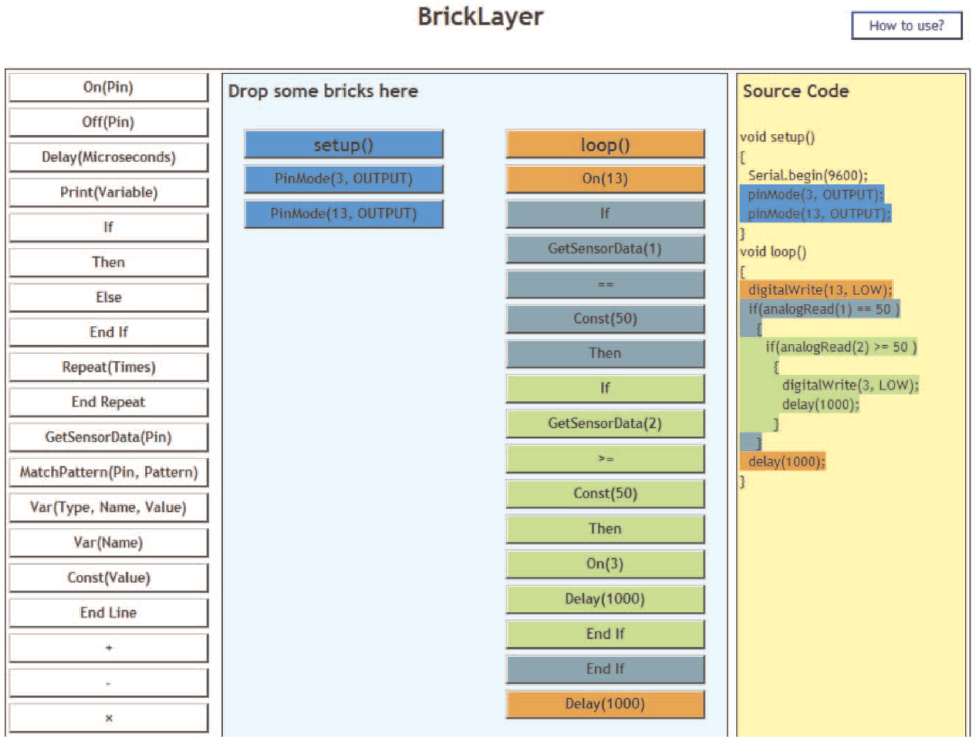 BrickLayer
How to use?
On(Pin)
Off(Pin)
Delay(Microseconds)
Print(Variable)
If
Then
Else
End If
Repeat(Times)
End Repeat
GetSensorData(Pin)
MatchPattern(Pin, Pattern)
Var(Type, Name, Value)
Var(Name)
Const(Value)
End Line
+
-
×
Drop some bricks here
setup()
PinMode(3, OUTPUT)
PinMode(13, OUTPUT)
loop()
On(13)
If
GetSensorData(1)
==
Const(50)
Then
If
GetSensorData(2)
>=
Const(50)
Then
On(3)
Delay(1000)
End If
End If
Delay(1000)
Source Code
void setup()
{
Serial.begin(9600);
pinMode(3, OUTPUT);
pinMode(13, OUTPUT);
}
void loop()
{
digitalWrite(13, LOW);
if(analogRead(1) == 50 )
{
if(analogRead(2) >= 50 )
{
digitalWrite(3, LOW);
delay(1000);
}
}
delay(1000);
}